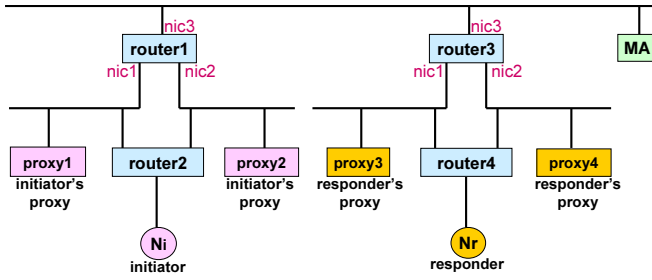 nic3
nic3
router1
router3
MA
nic1
nic2
nic1
nic2
proxy1
router2
proxy2
proxy3
router4
proxy4
initiator's
proxy
initiator's
proxy
responder's
proxy
responder's
proxy
Ni
Nr
initiator
responder